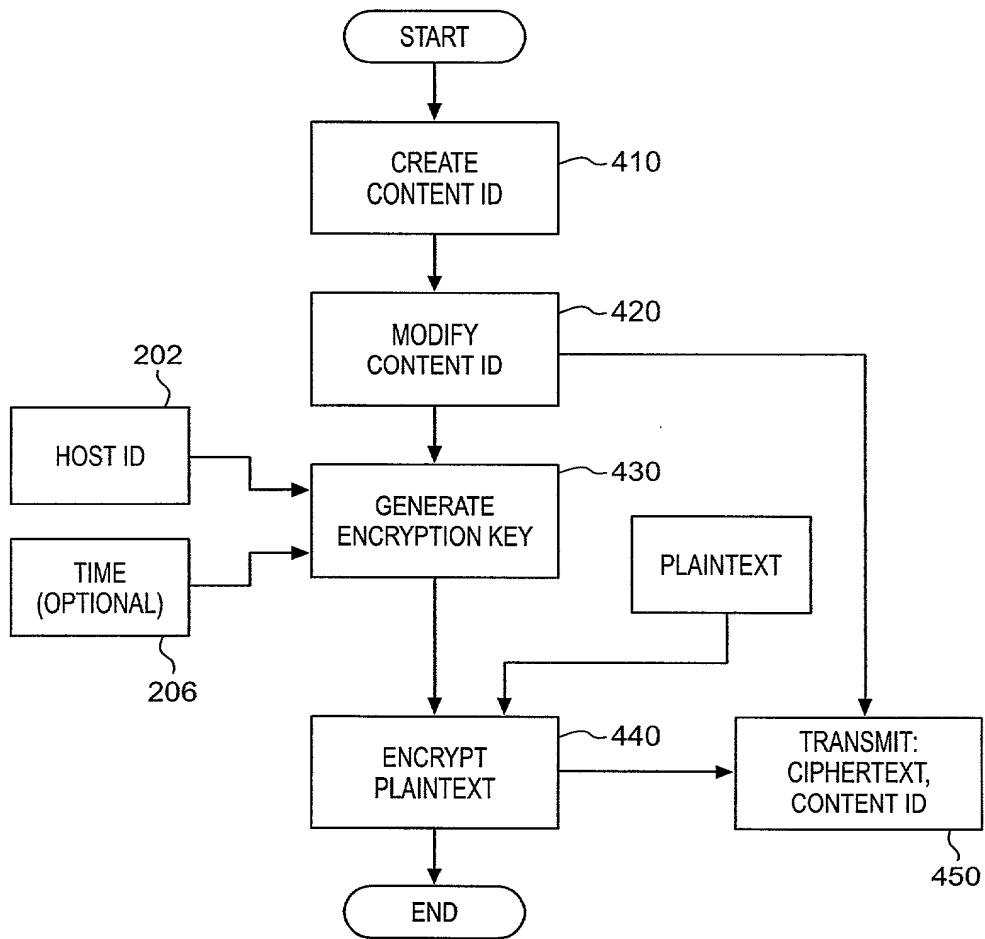 START
CREATE
CONTENT ID
410
MODIFY
CONTENT ID
420
202
HOST ID
GENERATE
ENCRYPTION KEY
430
TIME
(OPTIONAL)
206
PLAINTEXT
ENCRYPT
PLAINTEXT
440
TRANSMIT:
CIPHERTEXT,
CONTENT ID
450
END